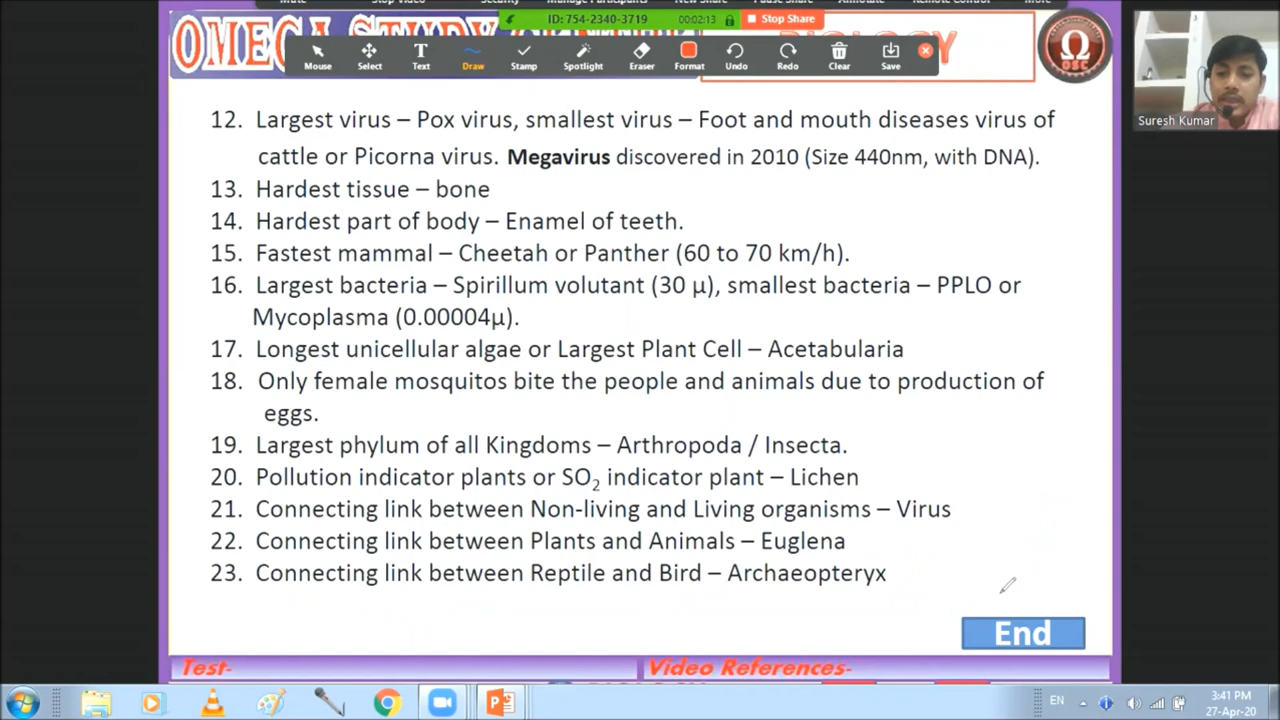 ID: 754-2340-3719 00:02:13 Stop Share
OMEGA STUDY
Mouse Select Text Draw Stamp Spotlight Eraser Format Undo Redo Clear Save
OSC
Suresh Kumar
12. Largest virus – Pox virus, smallest virus – Foot and mouth diseases virus of
cattle or Picorna virus. Megavirus discovered in 2010 (Size 440nm, with DNA).
13. Hardest tissue – bone
14. Hardest part of body – Enamel of teeth.
15. Fastest mammal – Cheetah or Panther (60 to 70 km/h).
16. Largest bacteria – Spirillum volutant (30 µ), smallest bacteria – PPLO or
Mycoplasma (0.00004µ).
17. Longest unicellular algae or Largest Plant Cell – Acetabularia
18. Only female mosquitos bite the people and animals due to production of
eggs.
19. Largest phylum of all Kingdoms – Arthropoda / Insecta.
20. Pollution indicator plants or SO₂ indicator plant – Lichen
21. Connecting link between Non-living and Living organisms – Virus
22. Connecting link between Plants and Animals – Euglena
23. Connecting link between Reptile and Bird – Archaeopteryx
End
Test- Video References-
EN 3:41 PM
27-Apr-20